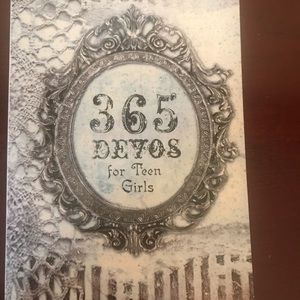 365
DEVOS
for Teen
Girls